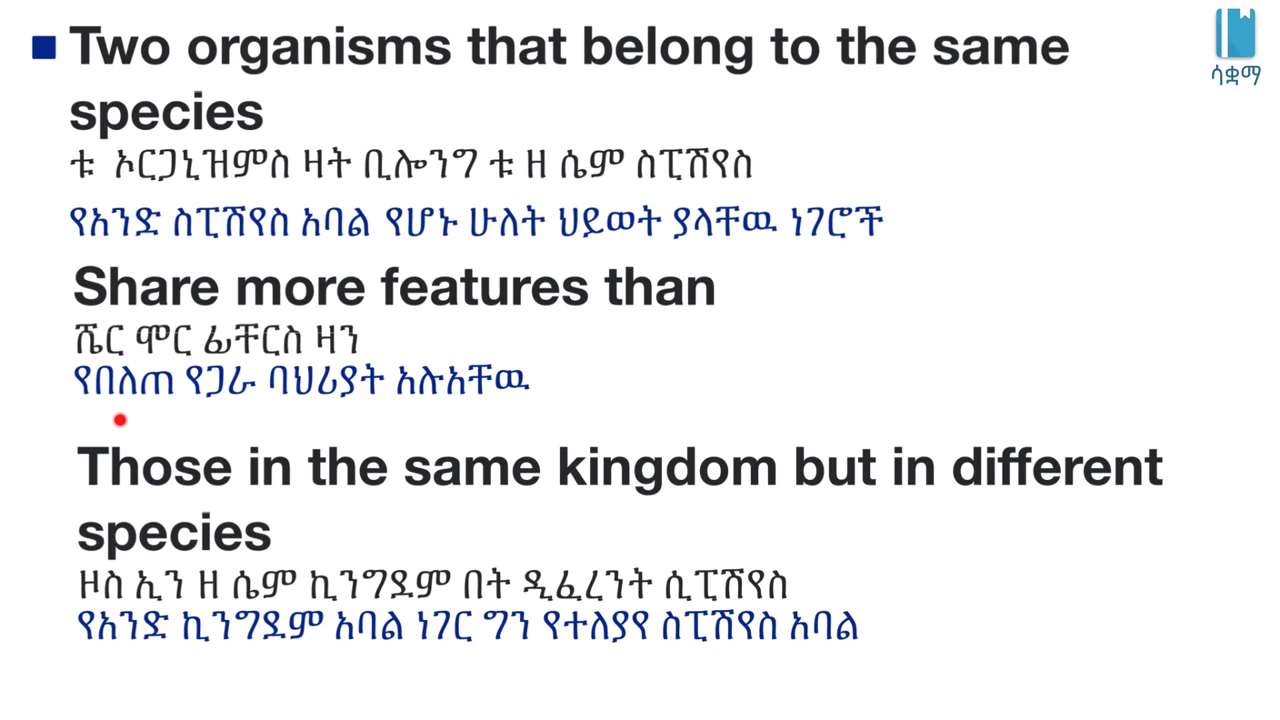 Two organisms that belong to the same
species
ቱ ኦርጋኒዝምስ ዛት ቢሎንግ ቱ ዘ ሴም ስፒሽየስ
የአንድ ስፒሽየስ አባል የሆኑ ሁለት ህይወት ያላቸዉ ነገሮች
Share more features than
ሼር ሞር ፊቸርስ ዛን
የበለጠ የጋራ ባህሪያት አሉአቸዉ
Those in the same kingdom but in different
species
ዞስ ኢን ዘ ሴም ኪንግደም በት ዲፈረንት ሲፒሽየስ
የአንድ ኪንግደም አባል ነገር ግን የተለያየ ስፒሽየስ አባል
ሳቋማ